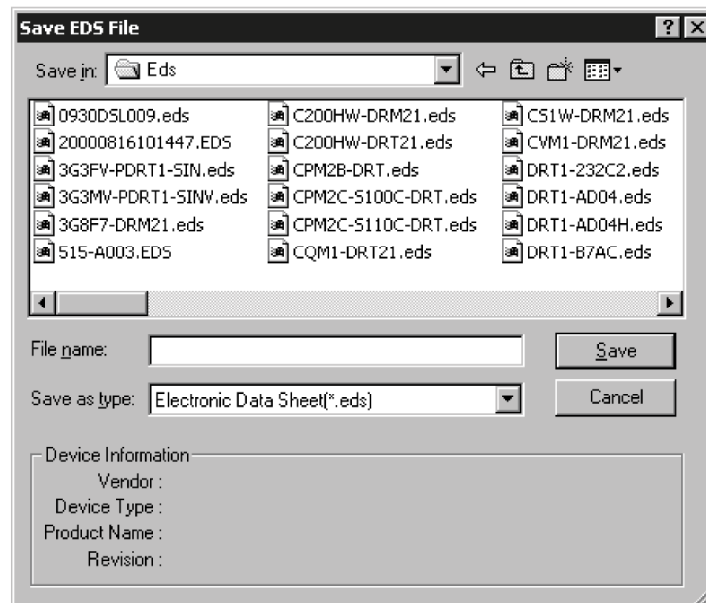 Save EDS File
Save in: Eds
0930DSL009.eds C200HW-DRM21.eds CS1W-DRM21.eds
20000816101447.EDS C200HW-DRT21.eds CVM1-DRM21.eds
3G3FV-PDRT1-SIN.eds CPM2B-DRT.eds DRT1-232C2.eds
3G3MV-PDRT1-SINV.eds CPM2C-S100C-DRT.eds DRT1-AD04.eds
3G8F7-DRM21.eds CPM2C-S110C-DRT.eds DRT1-AD04H.eds
515-A003.EDS CQM1-DRT21.eds DRT1-B7AC.eds
File name: Save
Save as type: Electronic Data Sheet(*.eds) Cancel
Device Information
Vendor :
Device Type :
Product Name :
Revision :